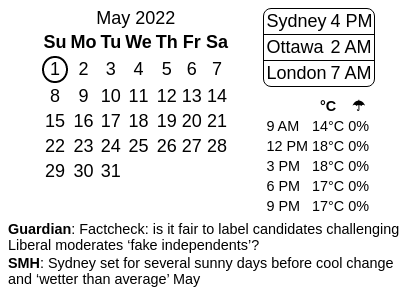 May 2022
Su Mo Tu We Th Fr Sa
1 2 3 4 5 6 7
8 9 10 11 12 13 14
15 16 17 18 19 20 21
22 23 24 25 26 27 28
29 30 31
Sydney 4 PM
Ottawa 2 AM
London 7 AM
°C ☂
9 AM 14°C 0%
12 PM 18°C 0%
3 PM 18°C 0%
6 PM 17°C 0%
9 PM 17°C 0%
Guardian: Factcheck: is it fair to label candidates challenging
Liberal moderates ‘fake independents’?
SMH: Sydney set for several sunny days before cool change
and ‘wetter than average’ May